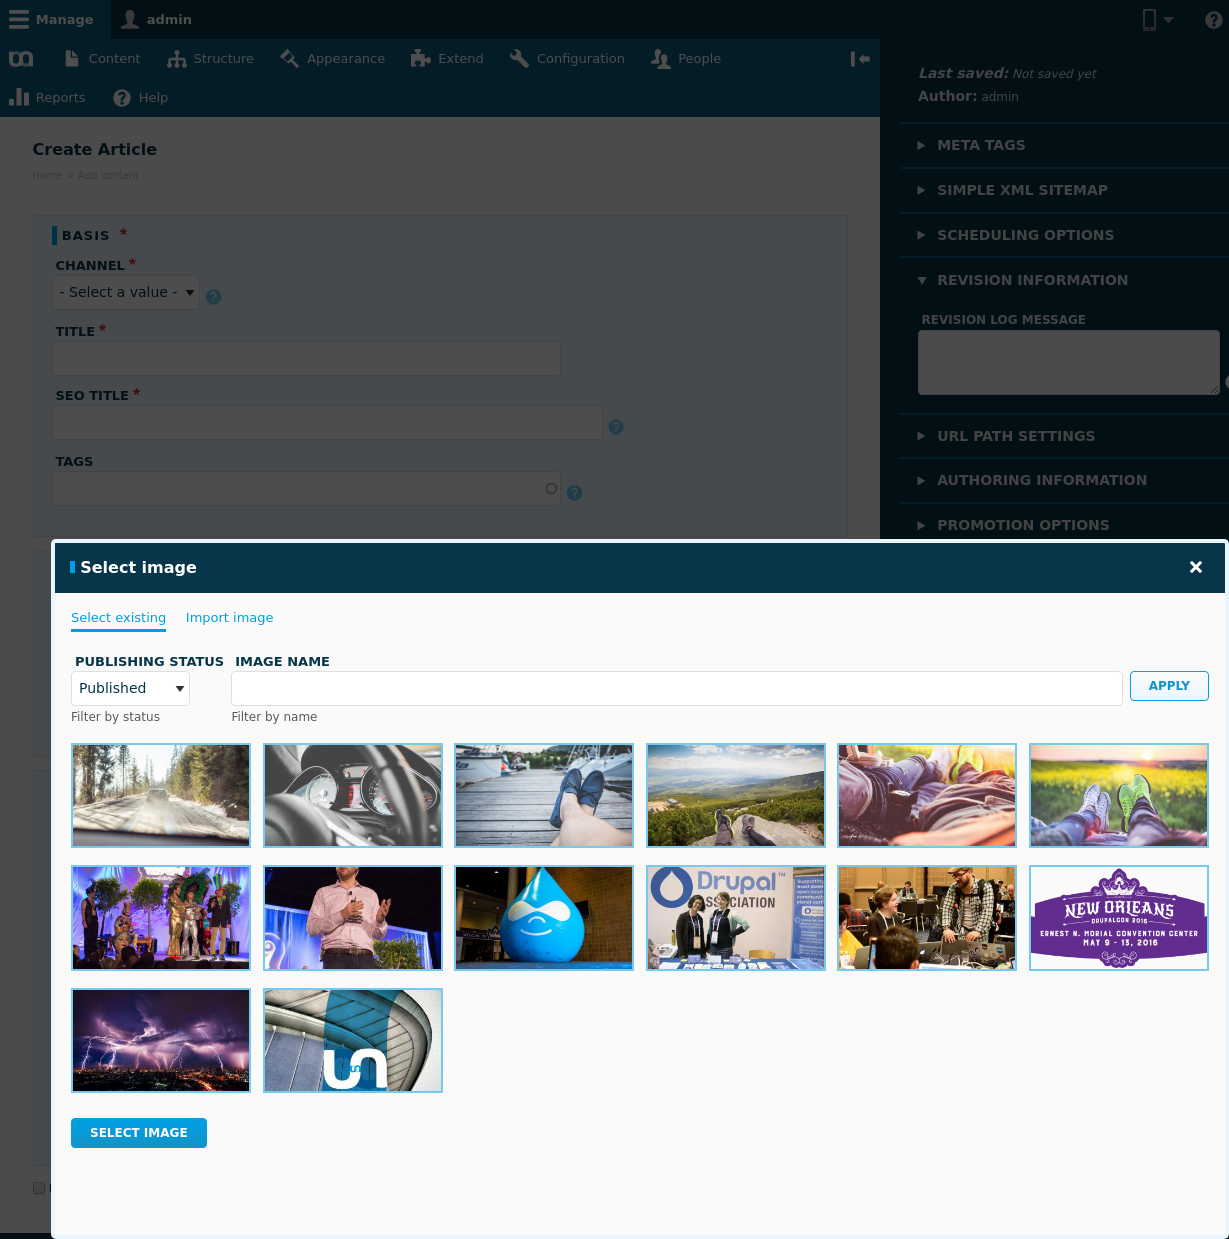 Manage
admin
Content
Structure
Appearance
Extend
Configuration
People
Reports
Help
Last saved: Not saved yet
Author: admin
META TAGS
SIMPLE XML SITEMAP
SCHEDULING OPTIONS
REVISION INFORMATION
REVISION LOG MESSAGE
URL PATH SETTINGS
AUTHORING INFORMATION
PROMOTION OPTIONS
Create Article
Home » Add content
BASIS *
CHANNEL *
- Select a value -
?
TITLE *
SEO TITLE *
?
TAGS
?
Select image
Select existing
Import image
PUBLISHING STATUS
IMAGE NAME
Published
APPLY
Filter by status
Filter by name
Drupal™
ASSOCIATION
NEW ORLEANS
DRUPALCON 2016
ERNEST N. MORIAL CONVENTION CENTER
MAY 9 - 13, 2016
SELECT IMAGE